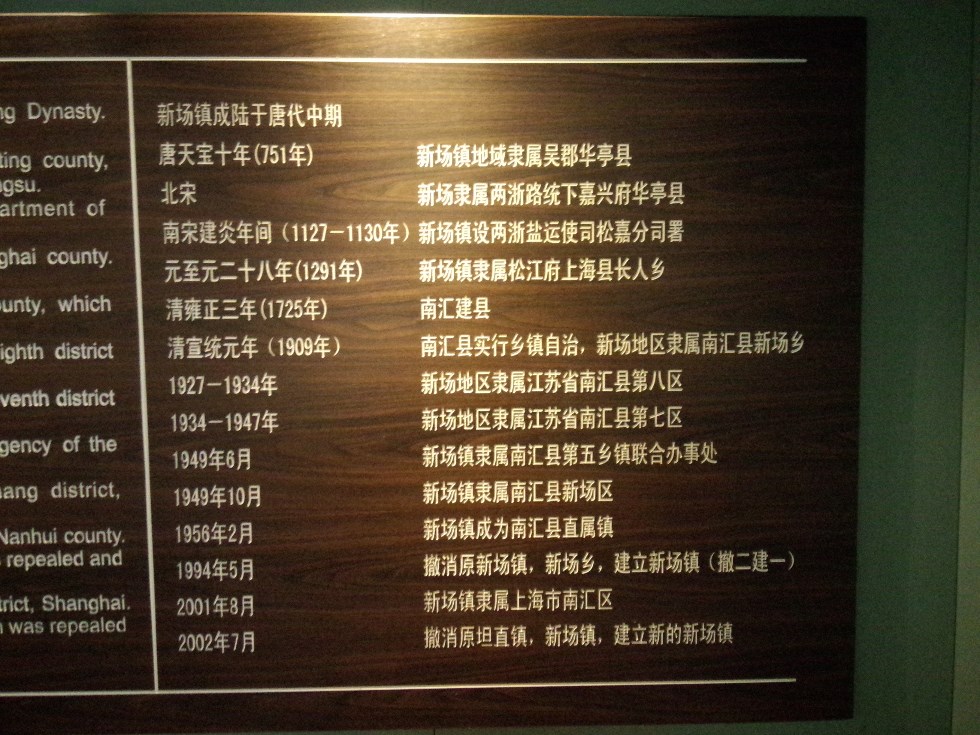 ng Dynasty.
ting county,
ngsu.
artment of
ghai county.
ounty, which
ighth district
venth district
gency of the
hang district,
Nanhui county.
s repealed and
trict, Shanghai.
n was repealed
新场镇成陆于唐代中期
唐天宝十年(751年) 新场镇地域隶属吴郡华亭县
北宋 新场隶属两浙路统下嘉兴府华亭县
南宋建炎年间（1127－1130年）新场镇设两浙盐运使司松嘉分司署
元至元二十八年(1291年) 新场镇隶属松江府上海县长人乡
清雍正三年(1725年) 南汇建县
清宣统元年（1909年） 南汇县实行乡镇自治，新场地区隶属南汇县新场乡
1927－1934年 新场地区隶属江苏省南汇县第八区
1934－1947年 新场地区隶属江苏省南汇县第七区
1949年6月 新场镇隶属南汇县第五乡镇联合办事处
1949年10月 新场镇隶属南汇县新场区
1956年2月 新场镇成为南汇县直属镇
1994年5月 撤消原新场镇，新场乡，建立新场镇（撤二建一）
2001年8月 新场镇隶属上海市南汇区
2002年7月 撤消原坦直镇，新场镇，建立新的新场镇